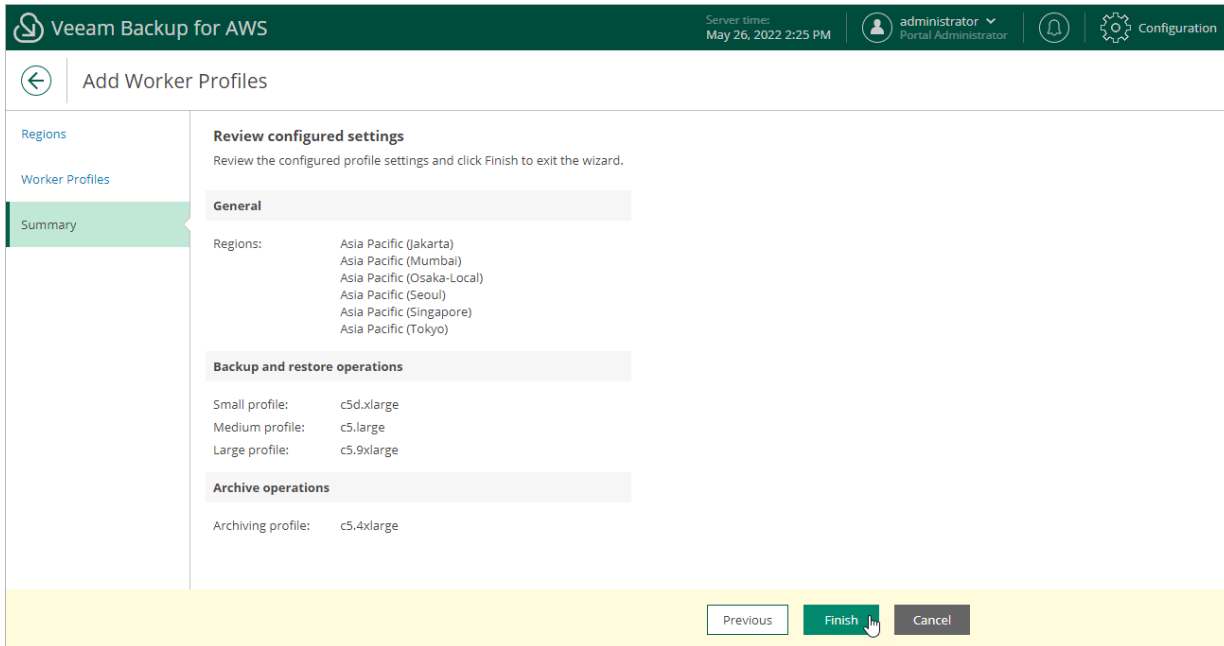 Veeam Backup for AWS
Server time:
May 26, 2022 2:25 PM
administrator
Portal Administrator
Configuration
Add Worker Profiles
Regions
Worker Profiles
Summary
Review configured settings
Review the configured profile settings and click Finish to exit the wizard.
General
Regions: Asia Pacific (Jakarta)
Asia Pacific (Mumbai)
Asia Pacific (Osaka-Local)
Asia Pacific (Seoul)
Asia Pacific (Singapore)
Asia Pacific (Tokyo)
Backup and restore operations
Small profile: c5d.xlarge
Medium profile: c5.large
Large profile: c5.9xlarge
Archive operations
Archiving profile: c5.4xlarge
Previous Finish Cancel